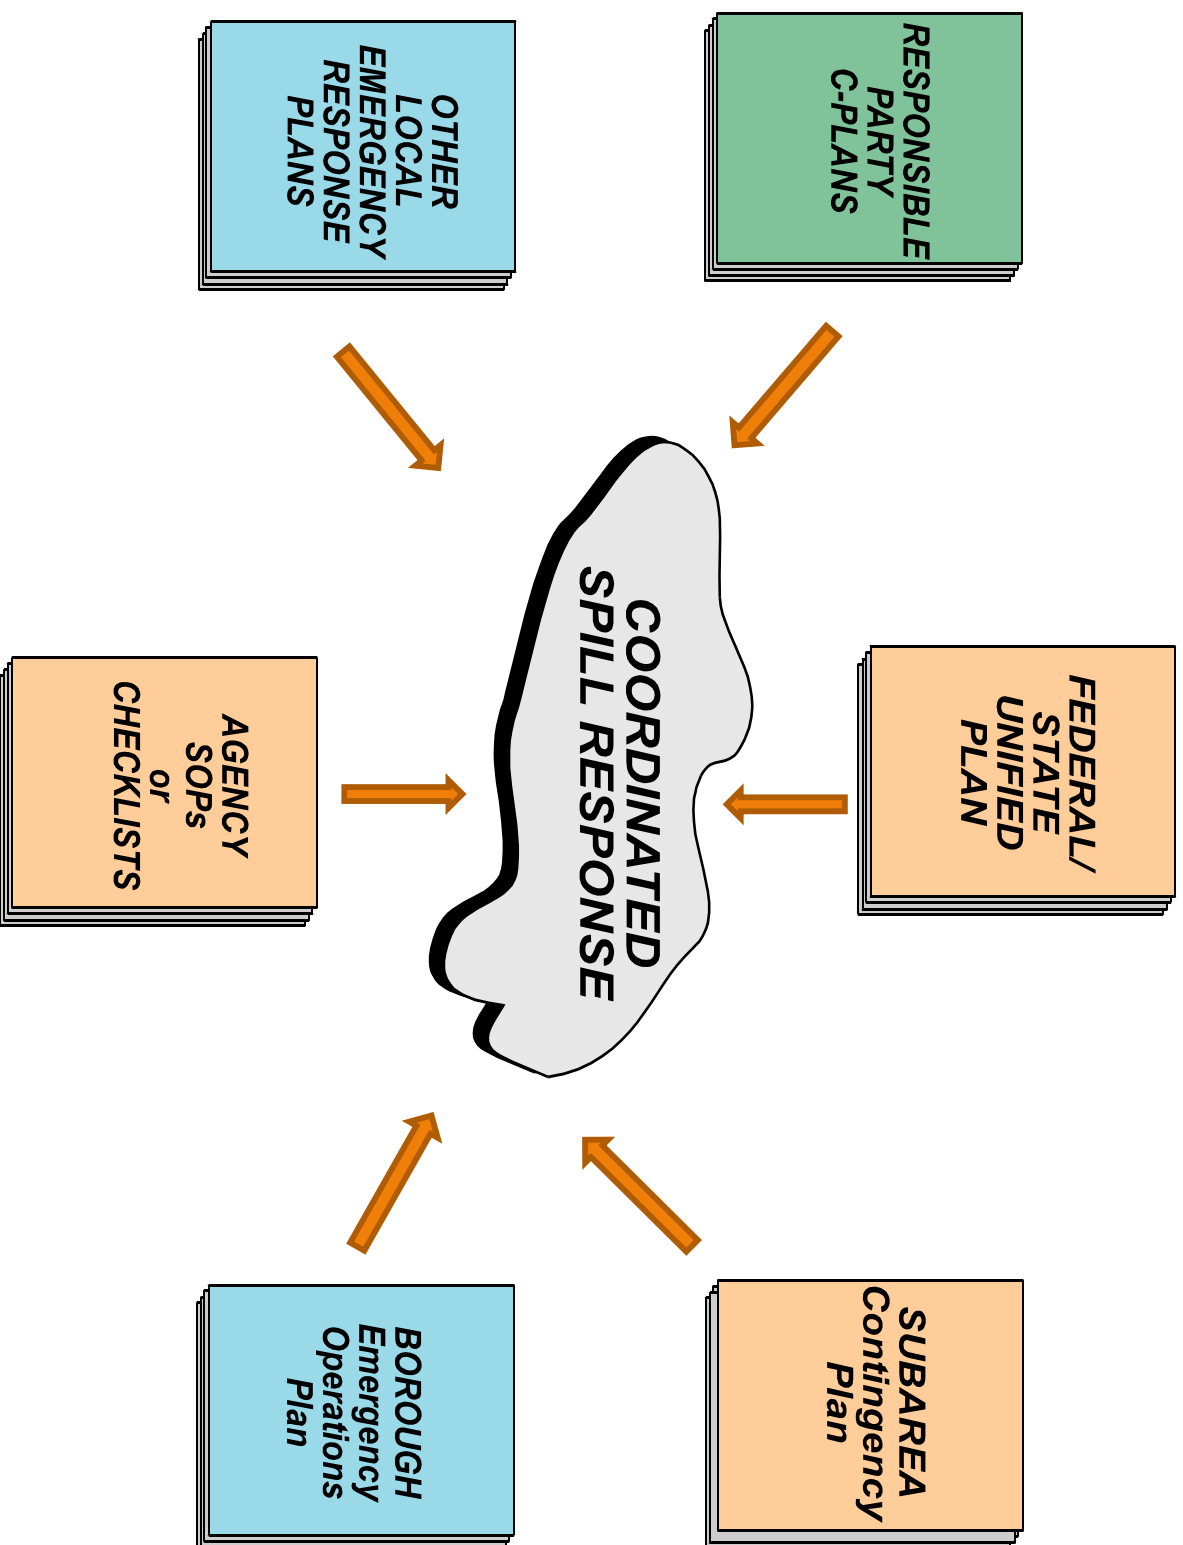 RESPONSIBLE
PARTY
C-PLANS
FEDERAL/
STATE
UNIFIED
PLAN
SUBAREA
Contingency
Plan
COORDINATED
SPILL RESPONSE
OTHER
LOCAL
EMERGENCY
RESPONSE
PLANS
AGENCY
SOPs
or
CHECKLISTS
BOROUGH
Emergency
Operations
Plan